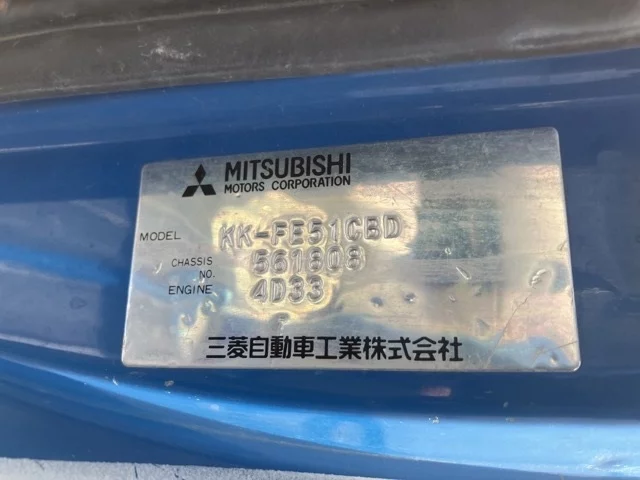 MITSUBISHI
MOTORS CORPORATION
MODEL KK-FE51CBD
CHASSIS NO. 561808
ENGINE 4D33
三菱自動車工業株式会社